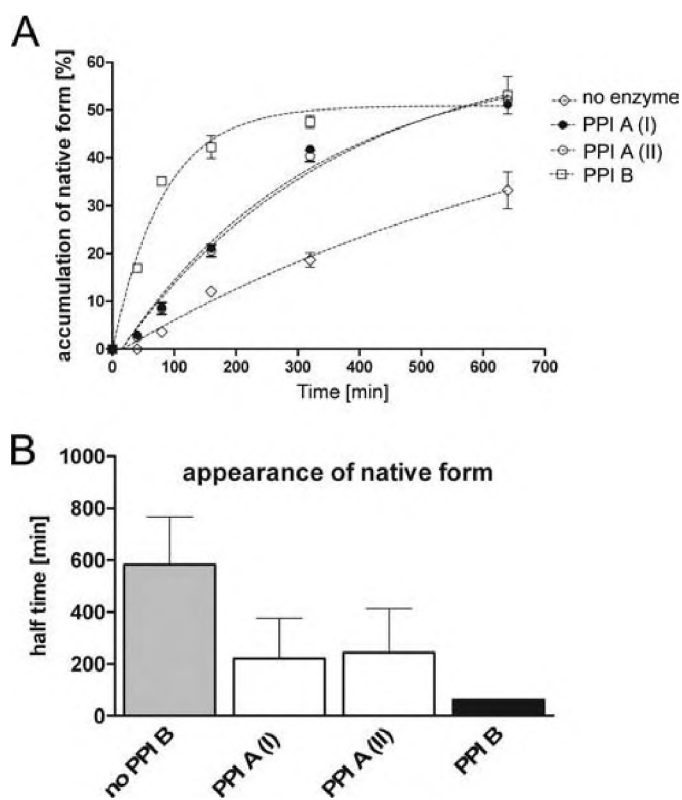 A
accumulation of native form [%]
60
50
40
30
20
10
0
0 100 200 300 400 500 600 700
Time [min]
no enzyme
PPI A (I)
PPI A (II)
PPI B
B
appearance of native form
half time [min]
1000
800
600
400
200
0
no PPI B
PPI A (I)
PPI A (II)
PPI B